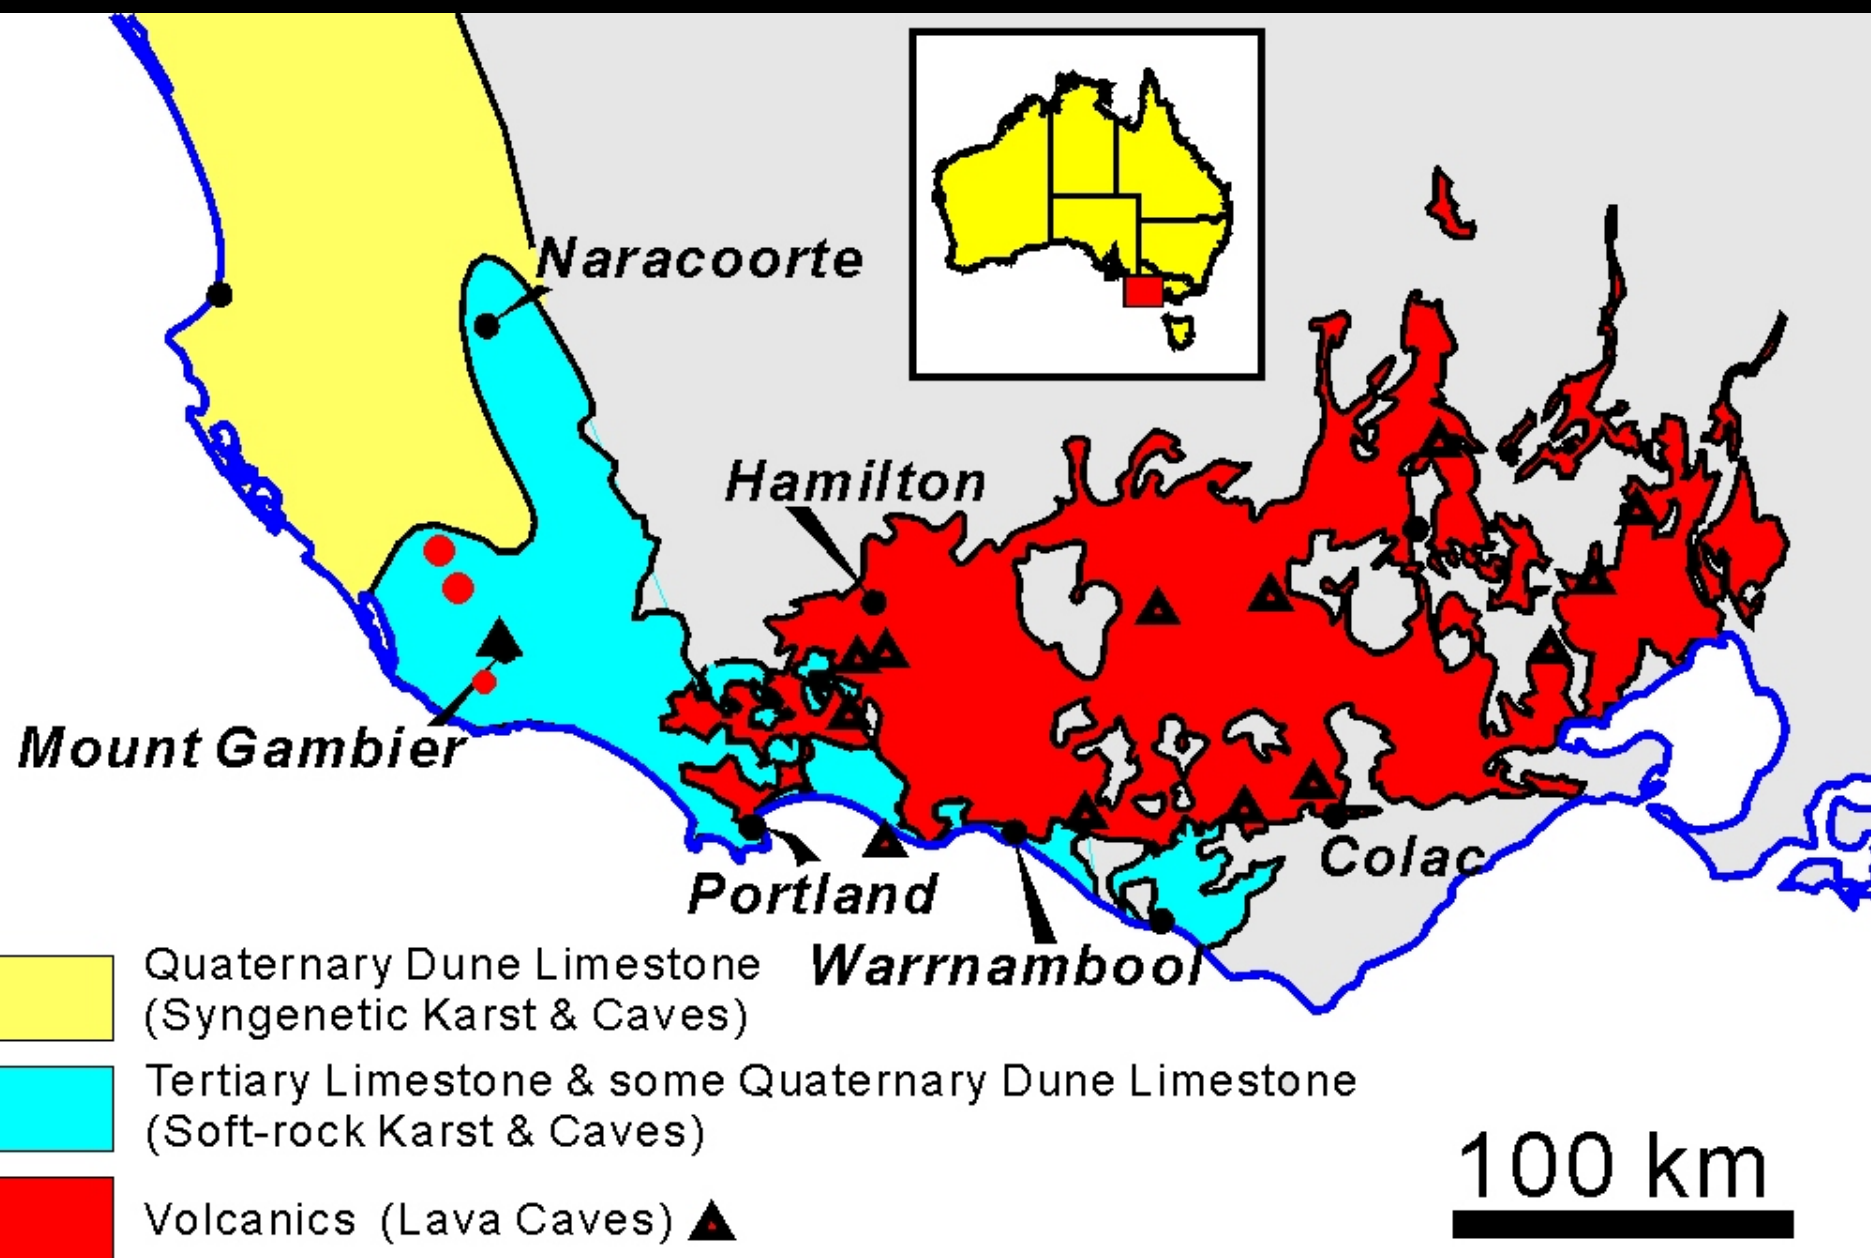 Naracoorte
Hamilton
Mount Gambier
Portland
Colac
Warrnambool
Quaternary Dune Limestone
(Syngenetic Karst & Caves)
Tertiary Limestone & some Quaternary Dune Limestone
(Soft-rock Karst & Caves)
Volcanics (Lava Caves)
100 km